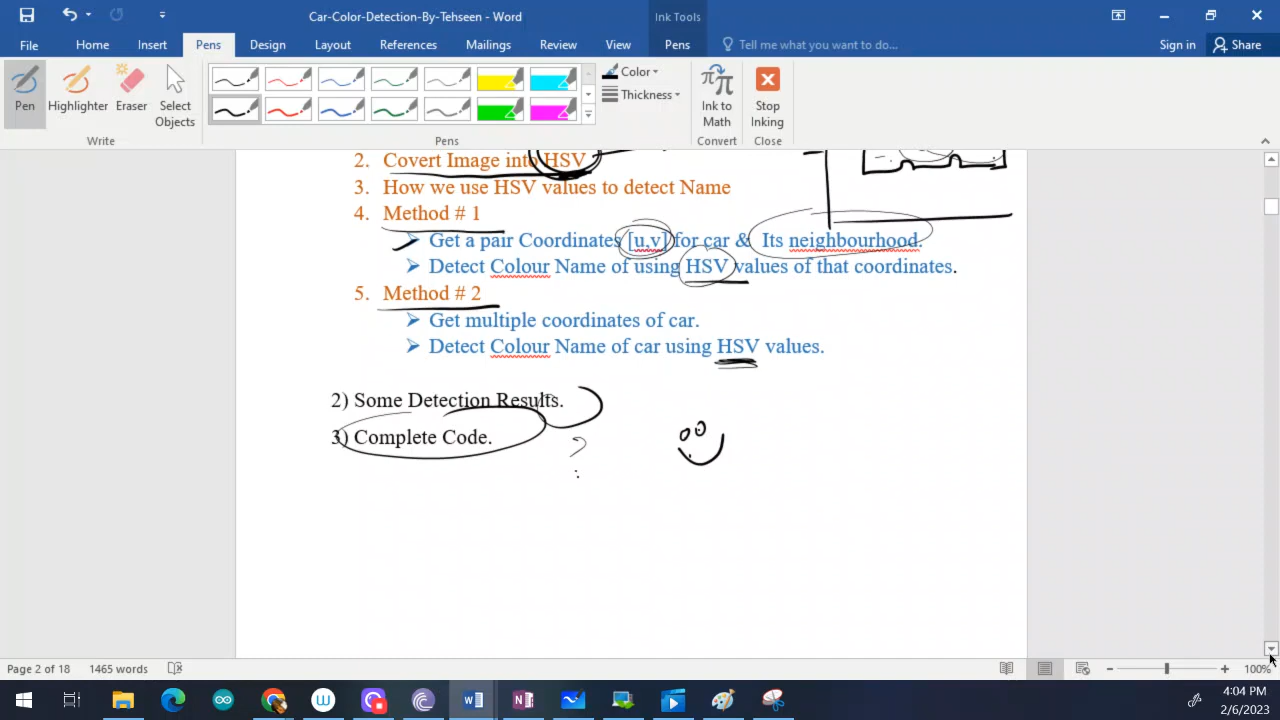 Car-Color-Detection-By-Tehseen - Word
Ink Tools
File Home Insert Pens Design Layout References Mailings Review View Pens Tell me what you want to do... Sign in Share
Pen Highlighter Eraser Select Objects
Color
Thickness
Ink to Math
Stop Inking
Write Pens Convert Close
2. Covert Image into HSV
3. How we use HSV values to detect Name
4. Method # 1
Get a pair Coordinates [u,v] for car & Its neighbourhood.
Detect Colour Name of using HSV values of that coordinates.
5. Method # 2
Get multiple coordinates of car.
Detect Colour Name of car using HSV values.
2) Some Detection Results.
3) Complete Code.
Page 2 of 18 1465 words 100%
4:04 PM
2/6/2023